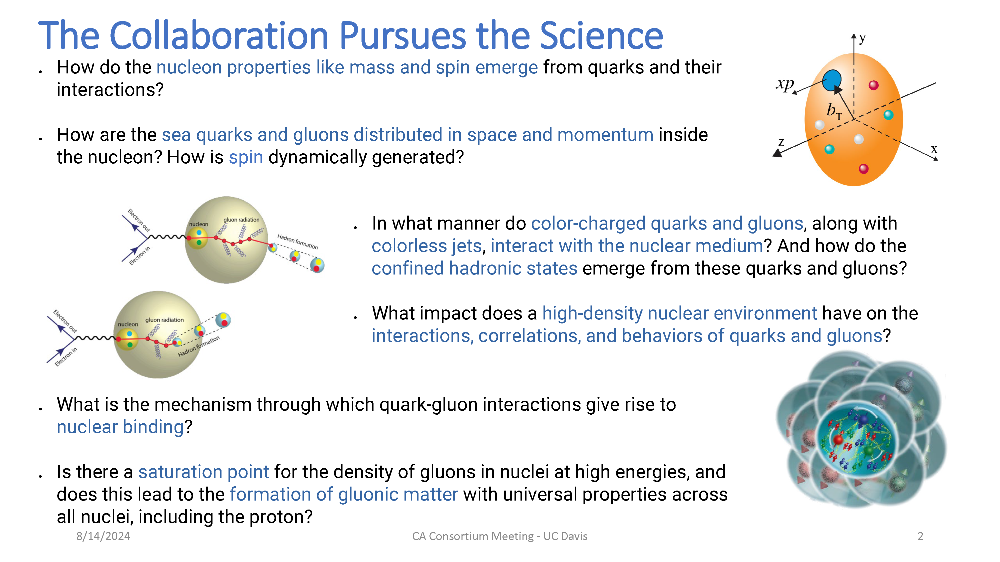 The Collaboration Pursues the Science
• How do the nucleon properties like mass and spin emerge from quarks and their
interactions?
• How are the sea quarks and gluons distributed in space and momentum inside
the nucleon? How is spin dynamically generated?
y
xp
b_T
z
x
Electron out
Electron in
nucleon
gluon radiation
Hadron formation
• In what manner do color-charged quarks and gluons, along with
colorless jets, interact with the nuclear medium? And how do the
confined hadronic states emerge from these quarks and gluons?
Electron out
Electron in
nucleon
gluon radiation
Hadron formation
• What impact does a high-density nuclear environment have on the
interactions, correlations, and behaviors of quarks and gluons?
• What is the mechanism through which quark-gluon interactions give rise to
nuclear binding?
• Is there a saturation point for the density of gluons in nuclei at high energies, and
does this lead to the formation of gluonic matter with universal properties across
all nuclei, including the proton?
8/14/2024
CA Consortium Meeting - UC Davis
2